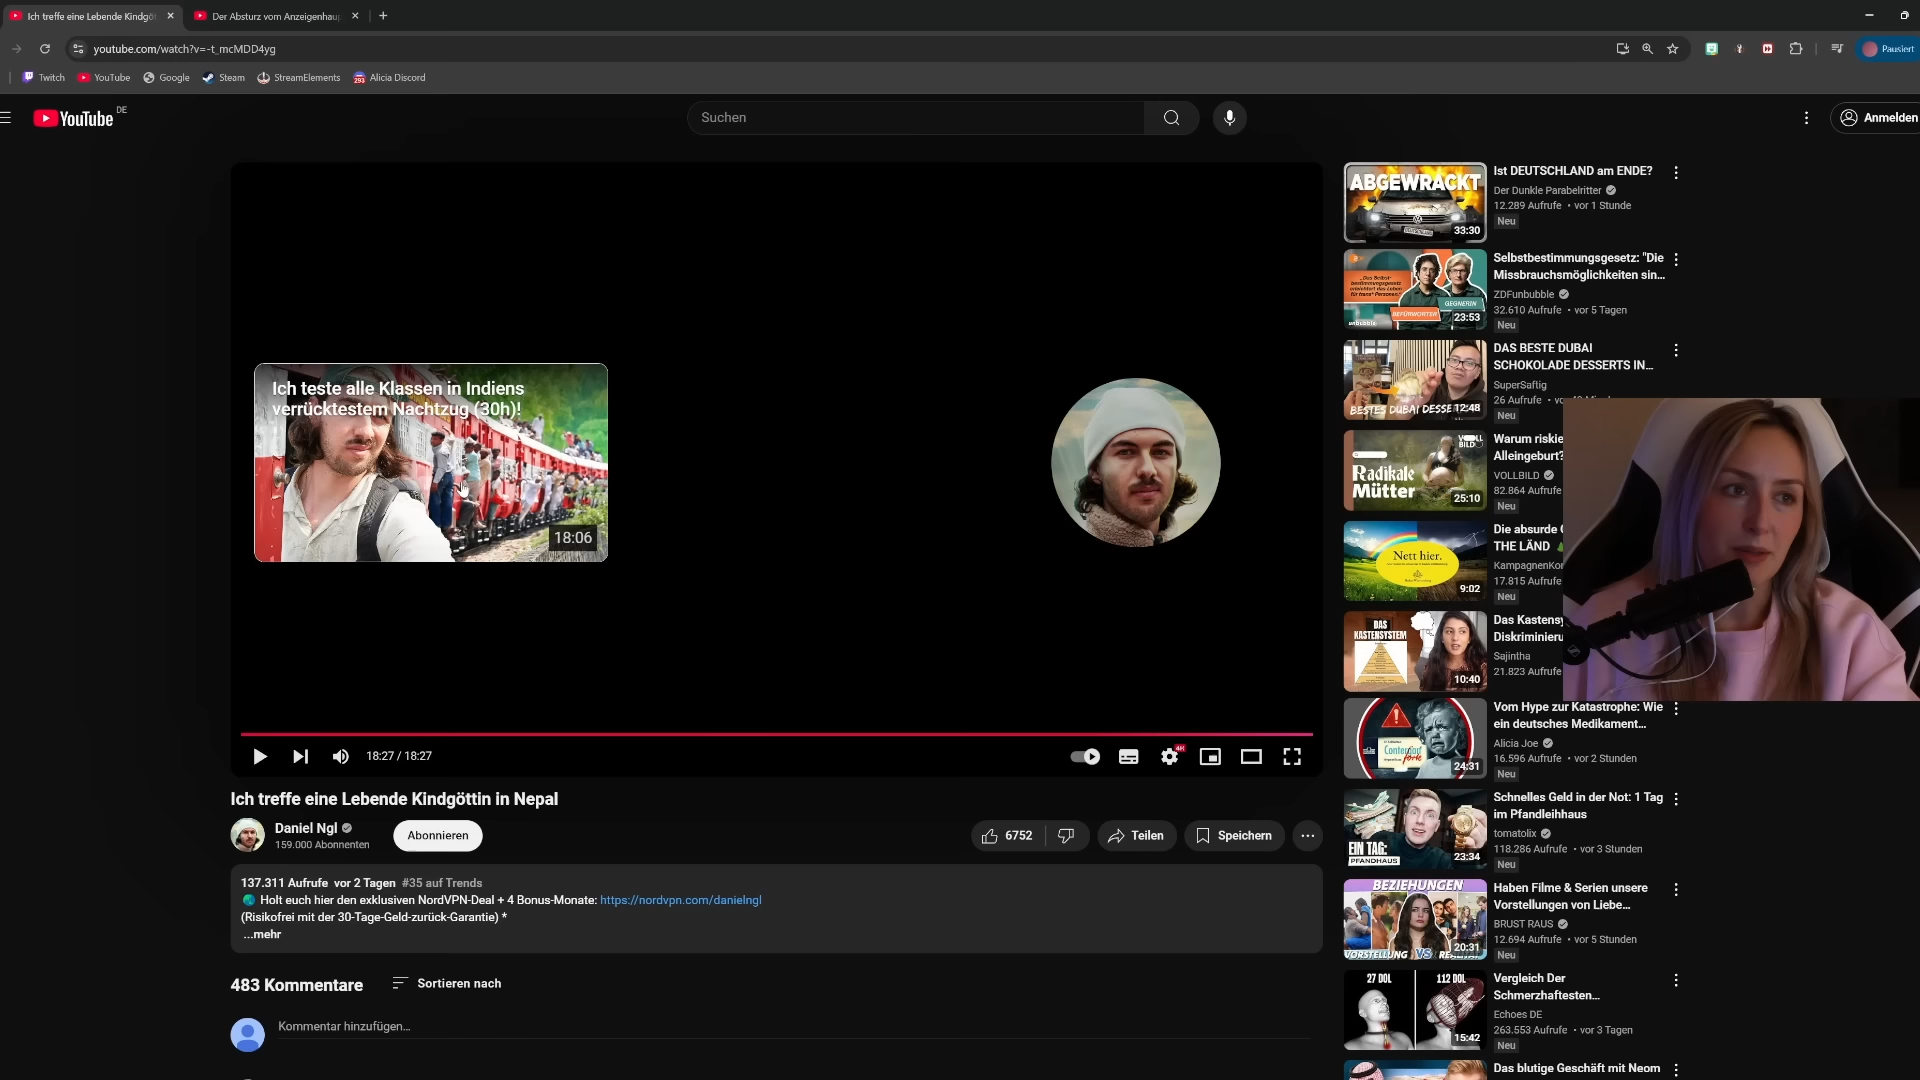 Ich treffe eine Lebende Kindgö
Der Absturz vom Anzeigenhaup
youtube.com/watch?v=-t_mcMDD4yg
Pausiert
Twitch
YouTube
Google
Steam
StreamElements
293
Alicia Discord
YouTube
DE
Suchen
Anmelden
Ich teste alle Klassen in Indiens
verrücktestem Nachtzug (30h)!
18:06
18:27 / 18:27
4K
Ich treffe eine Lebende Kindgöttin in Nepal
Daniel Ngl
159.000 Abonnenten
Abonnieren
6752
Teilen
Speichern
137.311 Aufrufe vor 2 Tagen #35 auf Trends
Holt euch hier den exklusiven NordVPN-Deal + 4 Bonus-Monate: https://nordvpn.com/danielngl
(Risikofrei mit der 30-Tage-Geld-zurück-Garantie) *
...mehr
483 Kommentare
Sortieren nach
Kommentar hinzufügen...
ABGEWRACKT
33:30
Ist DEUTSCHLAND am ENDE?
Der Dunkle Parabelritter
12.289 Aufrufe • vor 1 Stunde
Neu
BEFÜRWORTER
GEGNERIN
unbubble
23:53
Selbstbestimmungsgesetz: "Die
Missbrauchsmöglichkeiten sin...
ZDFunbubble
32.610 Aufrufe • vor 5 Tagen
Neu
BESTES DUBAI DESSE
12:48
DAS BESTE DUBAI
SCHOKOLADE DESSERTS IN...
SuperSaftig
26 Aufrufe
Neu
VOLL
BILD
Radikale
Mütter
25:10
Warum riskie
Alleingeburt?
VOLLBILD
82.864 Aufrufe
Neu
Nett hier.
9:02
Die absurde
THE LÄND
KampagnenKo
17.815 Aufrufe
Neu
DAS
KASTENSYSTEM
10:40
Das Kastensy
Diskriminieru
Sajintha
21.823 Aufrufe
Contergan
forte
24:31
Vom Hype zur Katastrophe: Wie
ein deutsches Medikament...
Alicia Joe
16.596 Aufrufe • vor 2 Stunden
Neu
EIN TAG:
PFANDHAUS
23:34
Schnelles Geld in der Not: 1 Tag
im Pfandleihhaus
tomatolix
118.286 Aufrufe • vor 3 Stunden
Neu
BEZIEHUNGEN
VORSTELLUNG VS
20:31
Haben Filme & Serien unsere
Vorstellungen von Liebe...
BRUST RAUS
12.694 Aufrufe • vor 5 Stunden
Neu
27 DOL
112 DOL
15:42
Vergleich Der
Schmerzhaftesten...
Echoes DE
263.553 Aufrufe • vor 3 Tagen
Neu
Das blutige Geschäft mit Neom